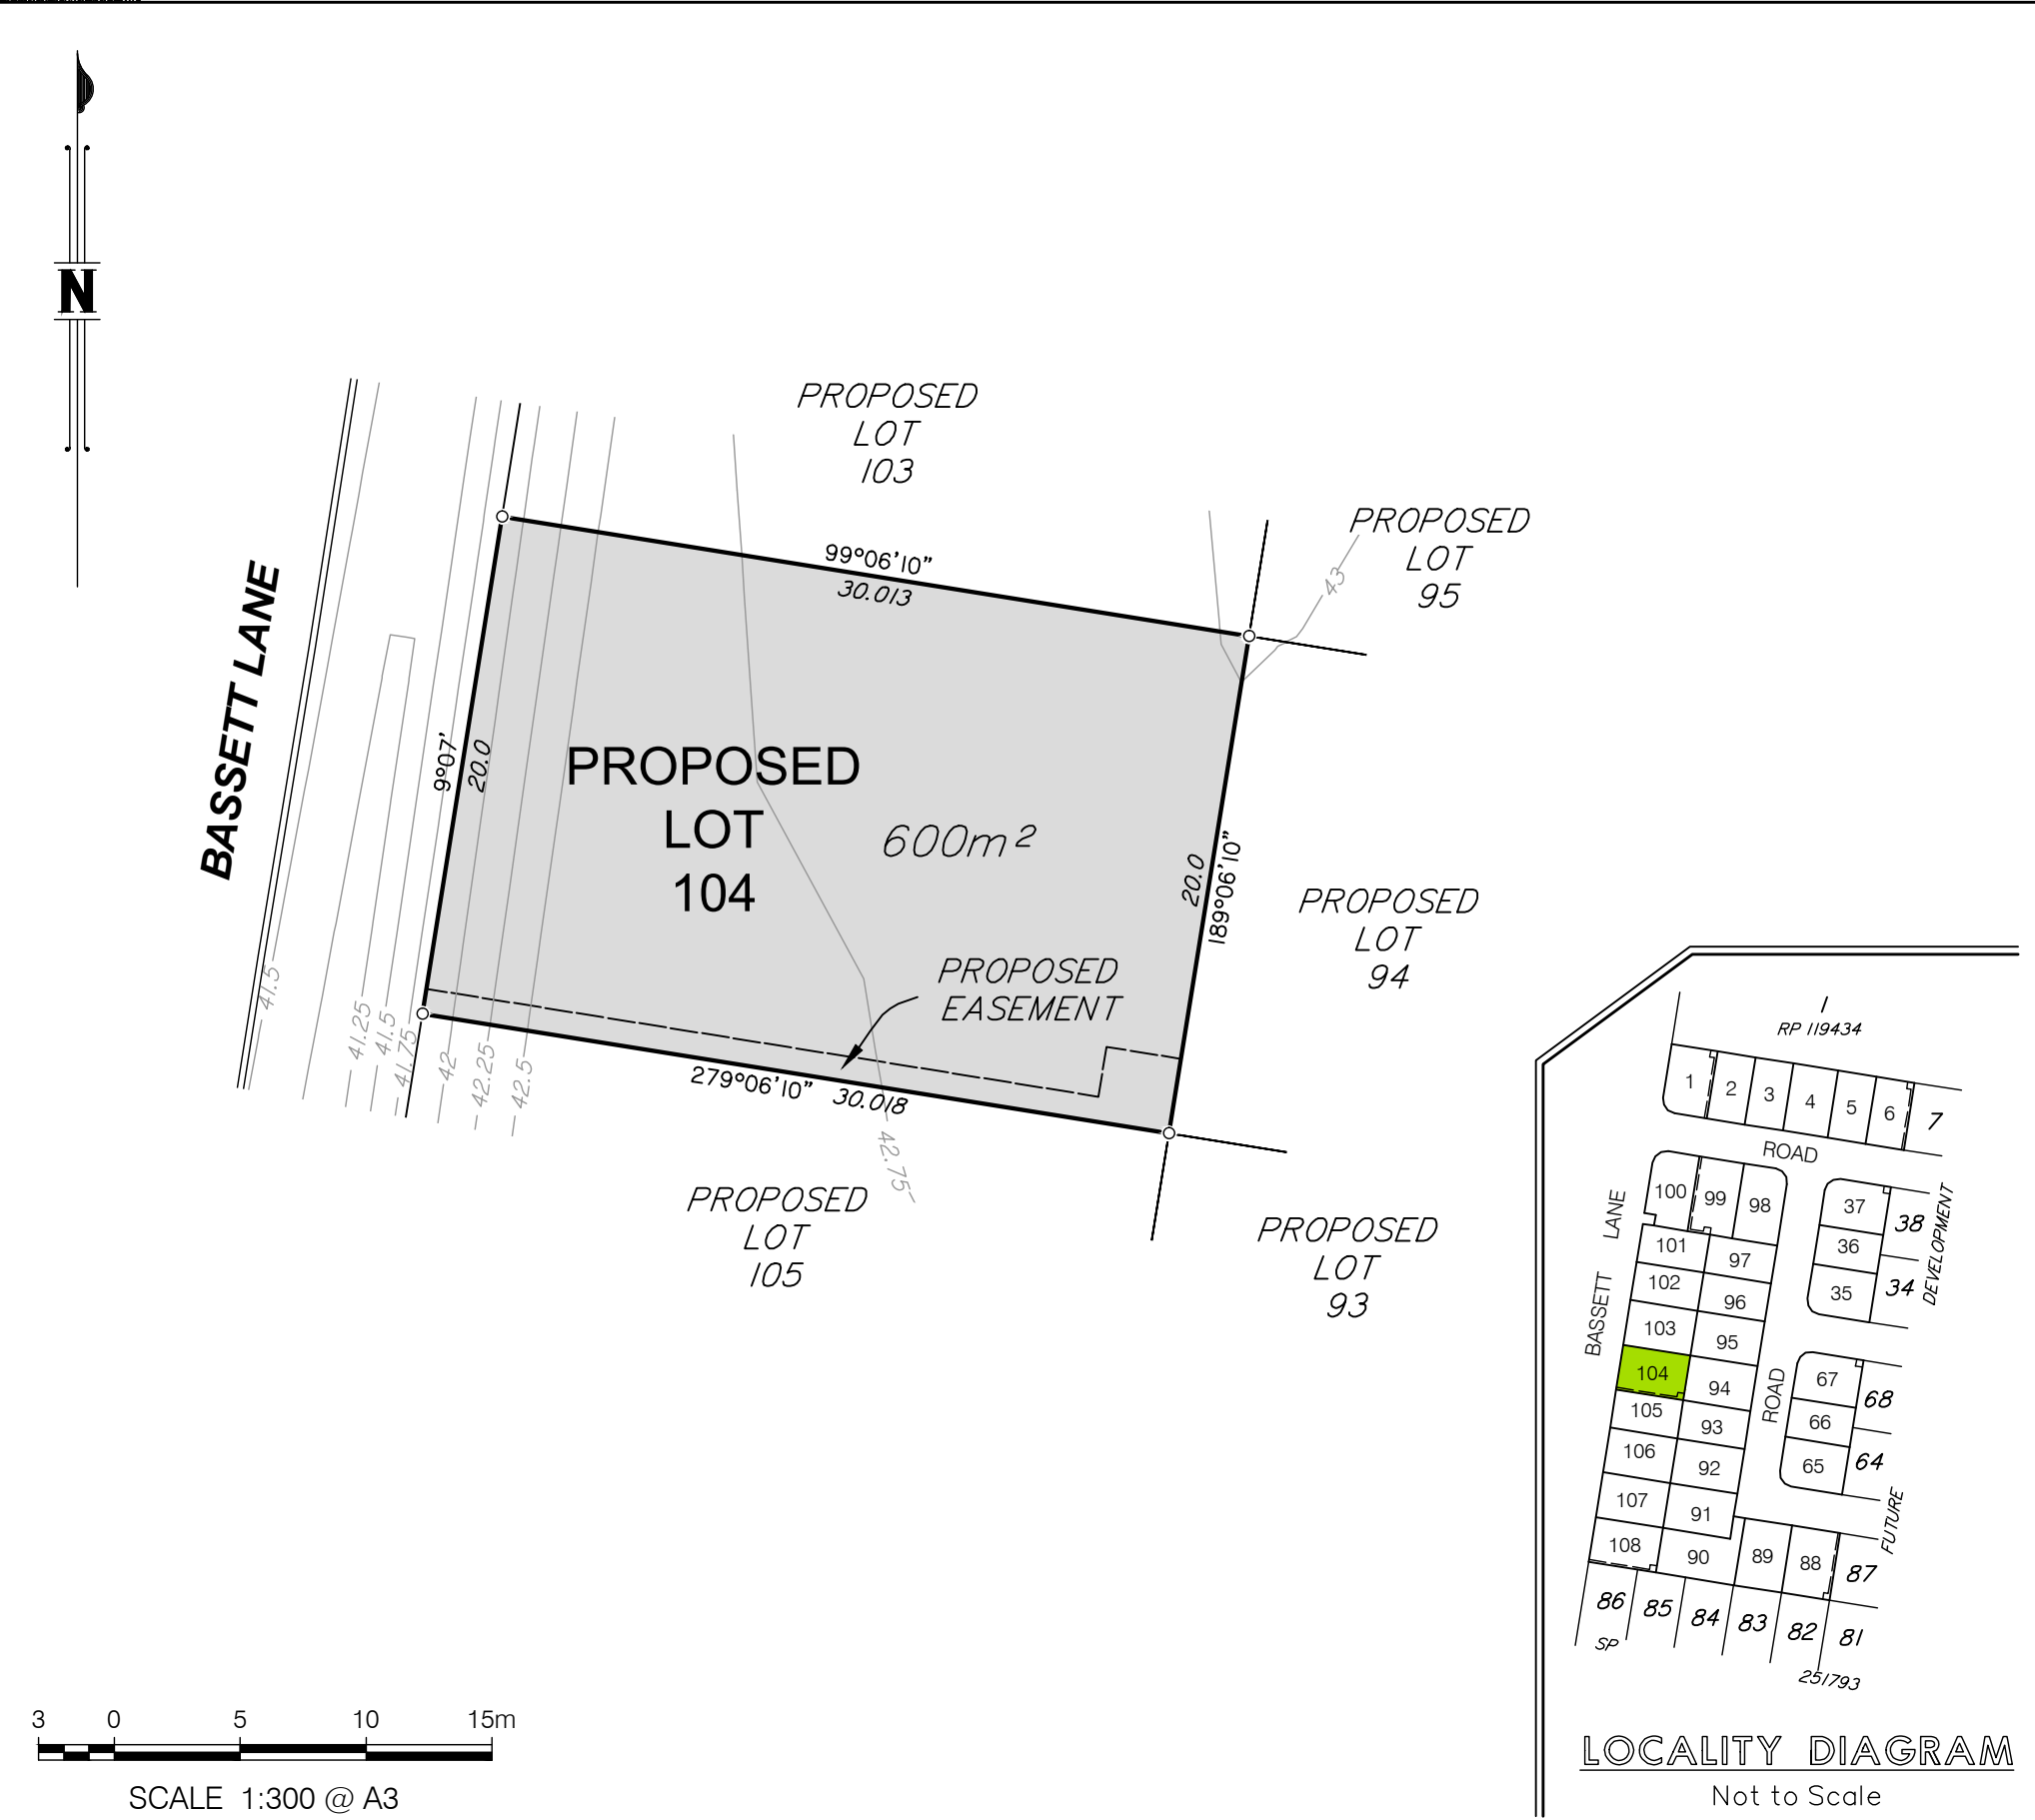 N
PROPOSED
LOT
103
PROPOSED
LOT
95
99°06'10"
30.013
43
BASSETT LANE
9°07'
20.0
PROPOSED
LOT
104
600m²
20.0
189°06'10"
PROPOSED
LOT
94
PROPOSED
EASEMENT
41.5
41.25
41.5
41.75
42
42.25
42.5
279°06'10"
30.018
42.75
PROPOSED
LOT
105
PROPOSED
LOT
93
1
RP 119434
1
2
3
4
5
6
7
ROAD
100
99
98
37
38
LANE
101
97
36
DEVELOPMENT
102
96
35
34
BASSETT
103
95
104
94
ROAD
67
68
105
93
66
106
92
65
64
107
91
FUTURE
108
90
89
88
87
86
85
84
83
82
81
SP
251793
LOCALITY DIAGRAM
Not to Scale
3 0 5 10 15m
SCALE 1:300 @ A3